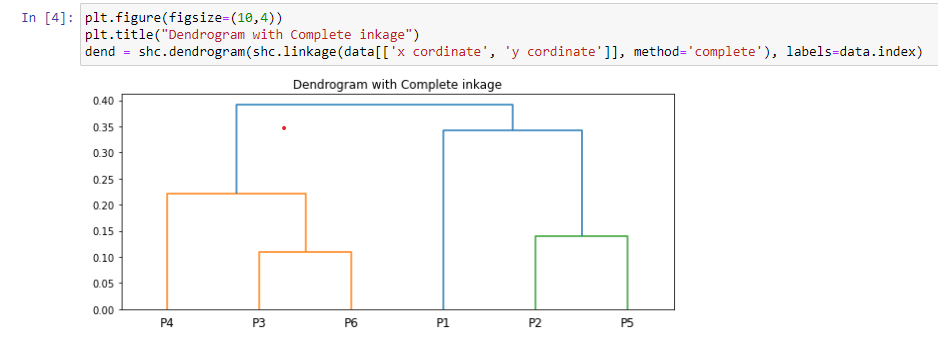 In [4]: plt.figure(figsize=(10,4))
plt.title("Dendrogram with Complete inkage")
dend = shc.dendrogram(shc.linkage(data[['x cordinate', 'y cordinate']], method='complete'), labels=data.index)
Dendrogram with Complete inkage
0.40
0.35
0.30
0.25
0.20
0.15
0.10
0.05
0.00
P4 P3 P6 P1 P2 P5